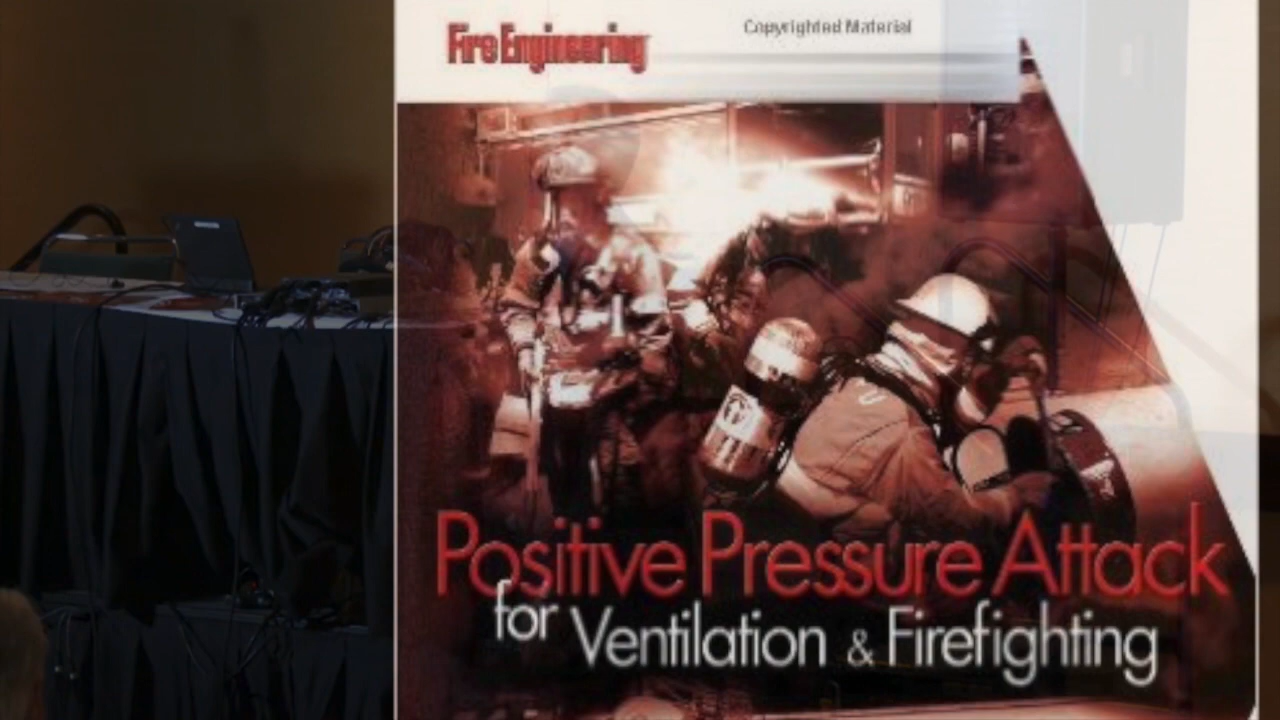 Fire Engineering
Copyrighted Material
Positive Pressure Attack
for Ventilation & Firefighting